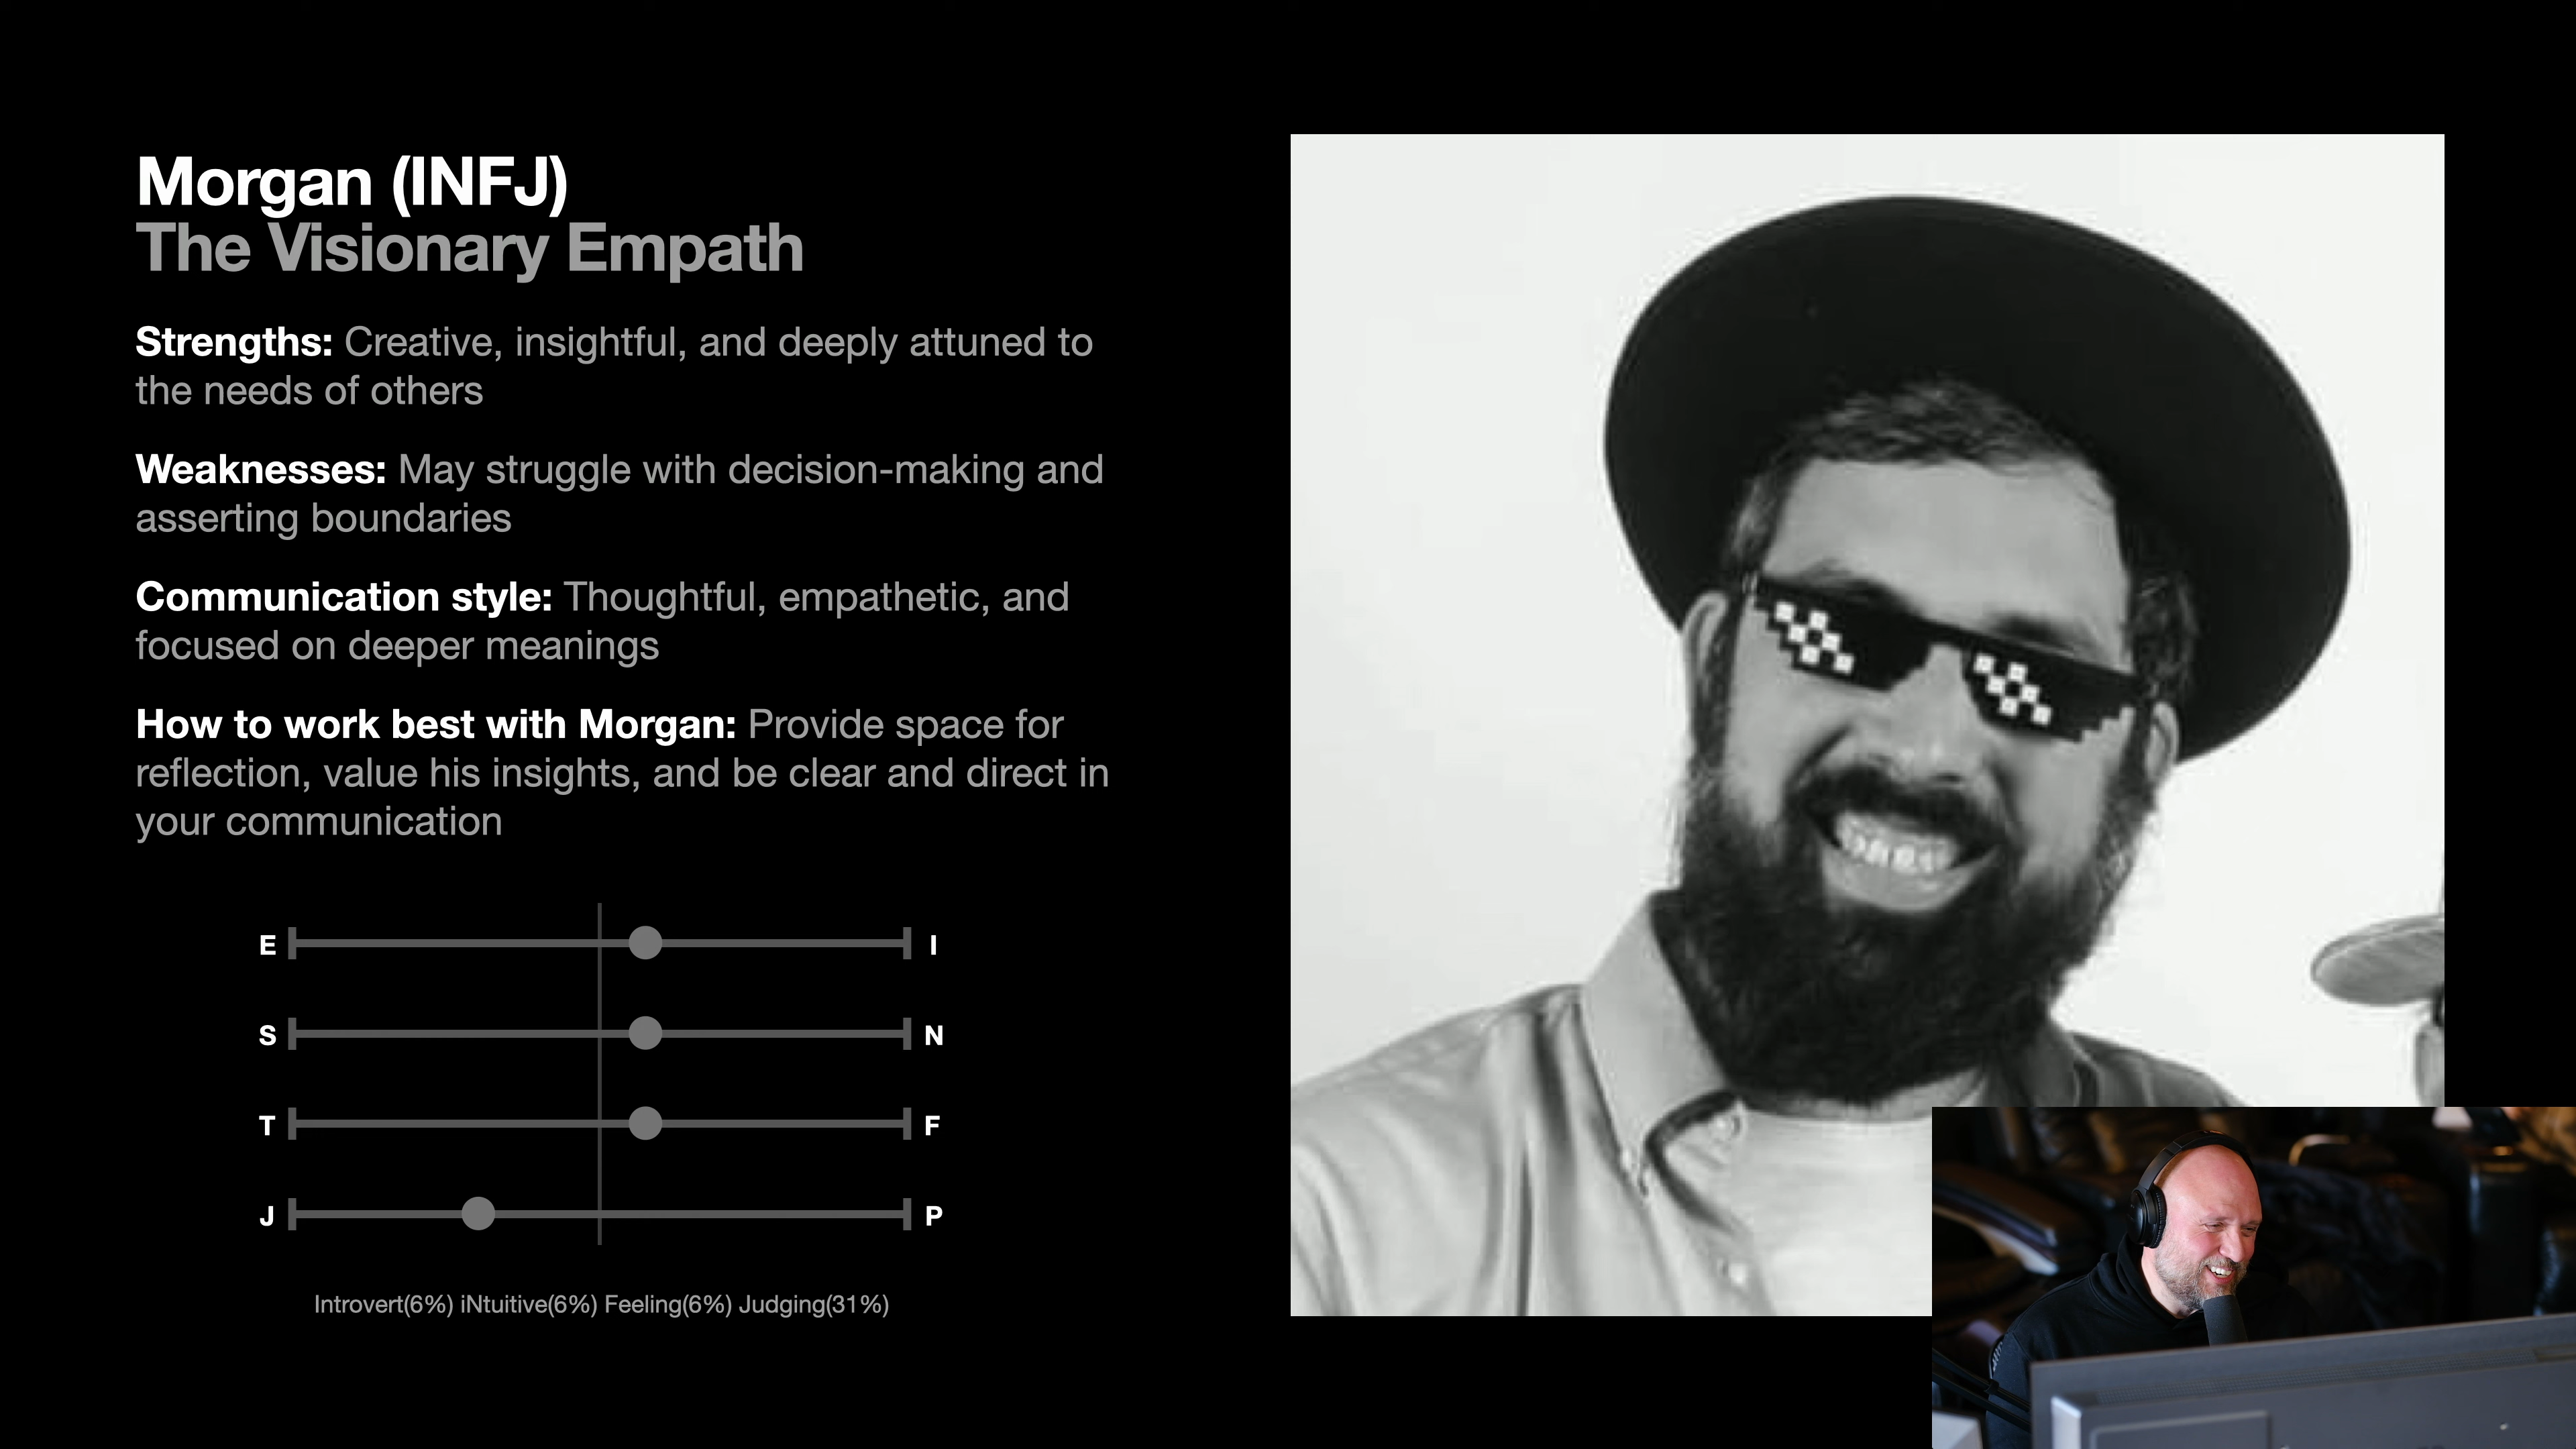 Morgan (INFJ)
The Visionary Empath
Strengths: Creative, insightful, and deeply attuned to
the needs of others
Weaknesses: May struggle with decision-making and
asserting boundaries
Communication style: Thoughtful, empathetic, and
focused on deeper meanings
How to work best with Morgan: Provide space for
reflection, value his insights, and be clear and direct in
your communication
E I
S N
T F
J P
Introvert(6%) iNtuitive(6%) Feeling(6%) Judging(31%)